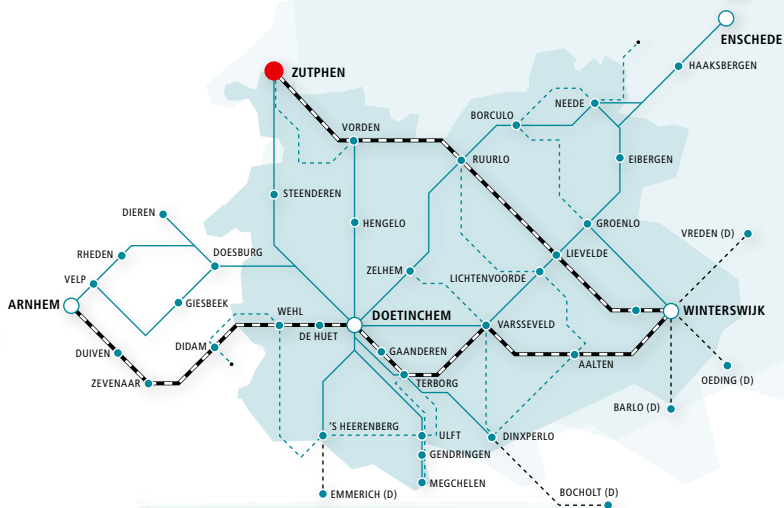 ENSCHEDE
HAAKSBERGEN
ZUTPHEN
NEEDE
BORCULO
VORDEN
RUURLO
EIBERGEN
STEENDEREN
DIEREN
HENGELO
GROENLO
VREDEN (D)
RHEDEN
DOESBURG
LIEVELDE
ZELHEM
LICHTENVOORDE
VELP
ARNHEM
GIESBEEK
WEHL
DOETINCHEM
WINTERSWIJK
VARSSEVELD
DE HUET
DIDAM
DUIVEN
GAANDEREN
AALTEN
ZEVENAAR
TERBORG
OEDING (D)
BARLO (D)
'S HEERENBERG
ULFT
DINXPERLO
GENDRINGEN
MEGCHELEN
EMMERICH (D)
BOCHOLT (D)